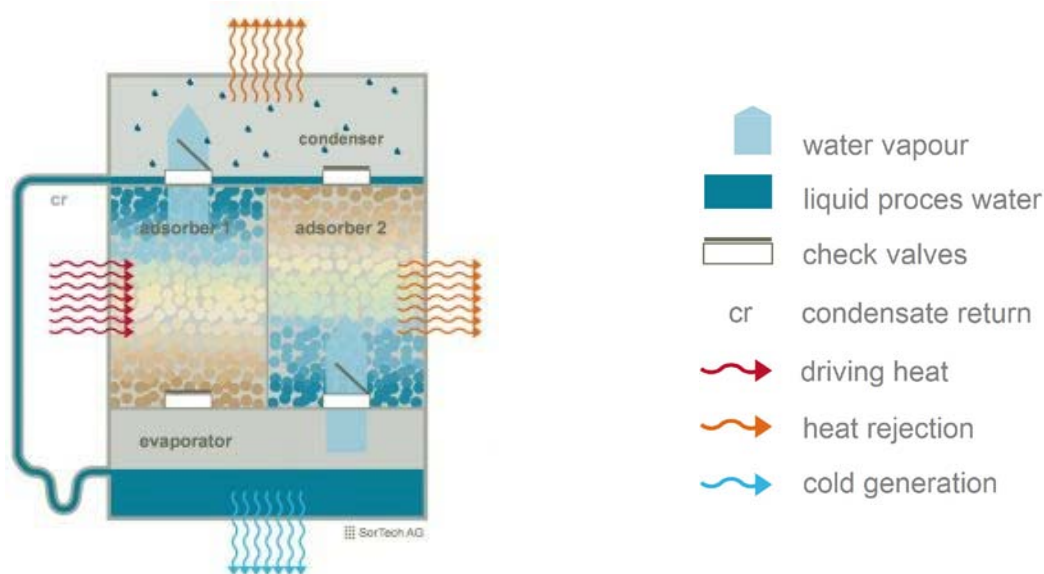 condenser
cr
adsorber 1
adsorber 2
evaporator
SorTech AG
water vapour
liquid proces water
check valves
cr condensate return
driving heat
heat rejection
cold generation